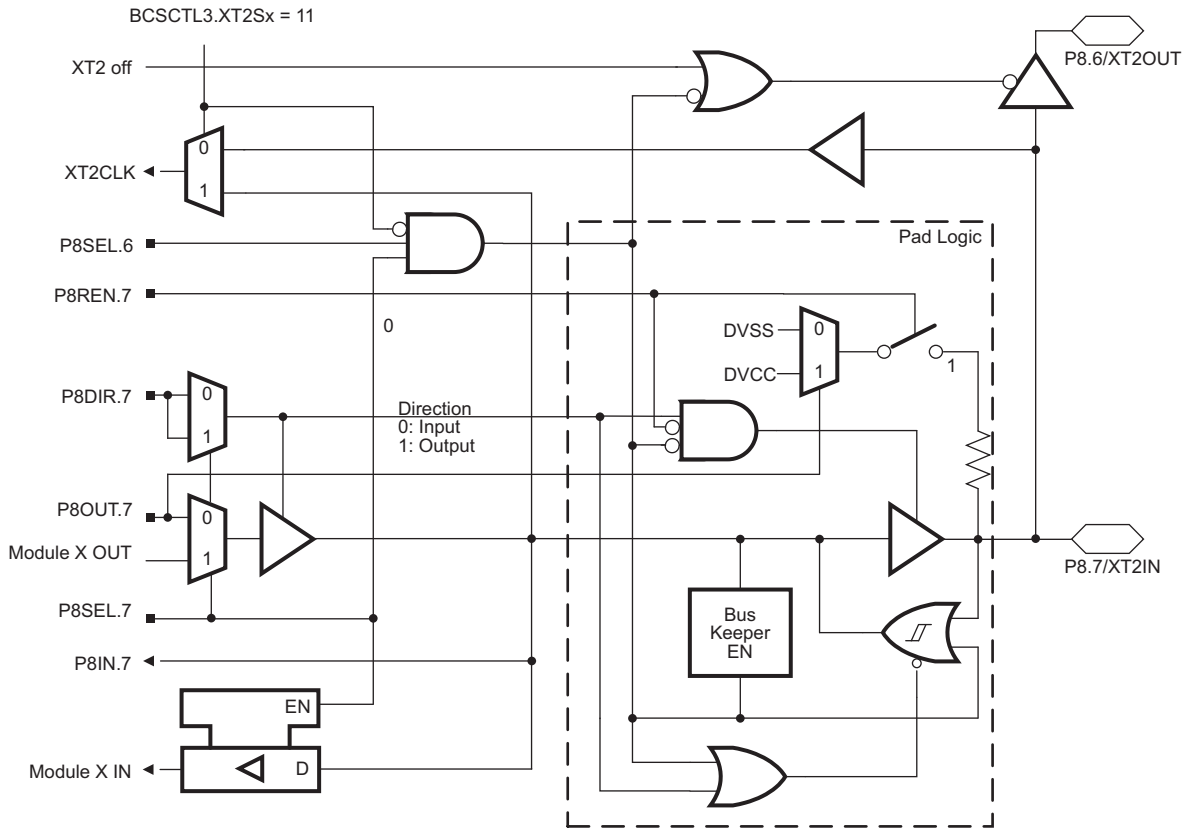 BCSCTL3.XT2Sx = 11
XT2 off
P8.6/XT2OUT
0
XT2CLK
1
P8SEL.6
Pad Logic
P8REN.7
0
DVSS
0
DVCC
1
1
P8DIR.7
0
1
Direction
0: Input
1: Output
P8OUT.7
0
Module X OUT
1
P8.7/XT2IN
P8SEL.7
Bus
Keeper
EN
P8IN.7
EN
Module X IN
D